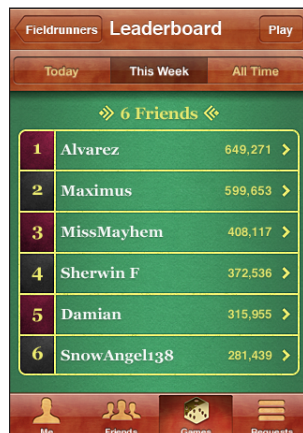 Fieldrunners Leaderboard Play
Today This Week All Time
6 Friends
1 Alvarez 649,271
2 Maximus 599,653
3 MissMayhem 408,117
4 Sherwin F 372,536
5 Damian 315,955
6 SnowAngel138 281,439
Me Friends Games Requests